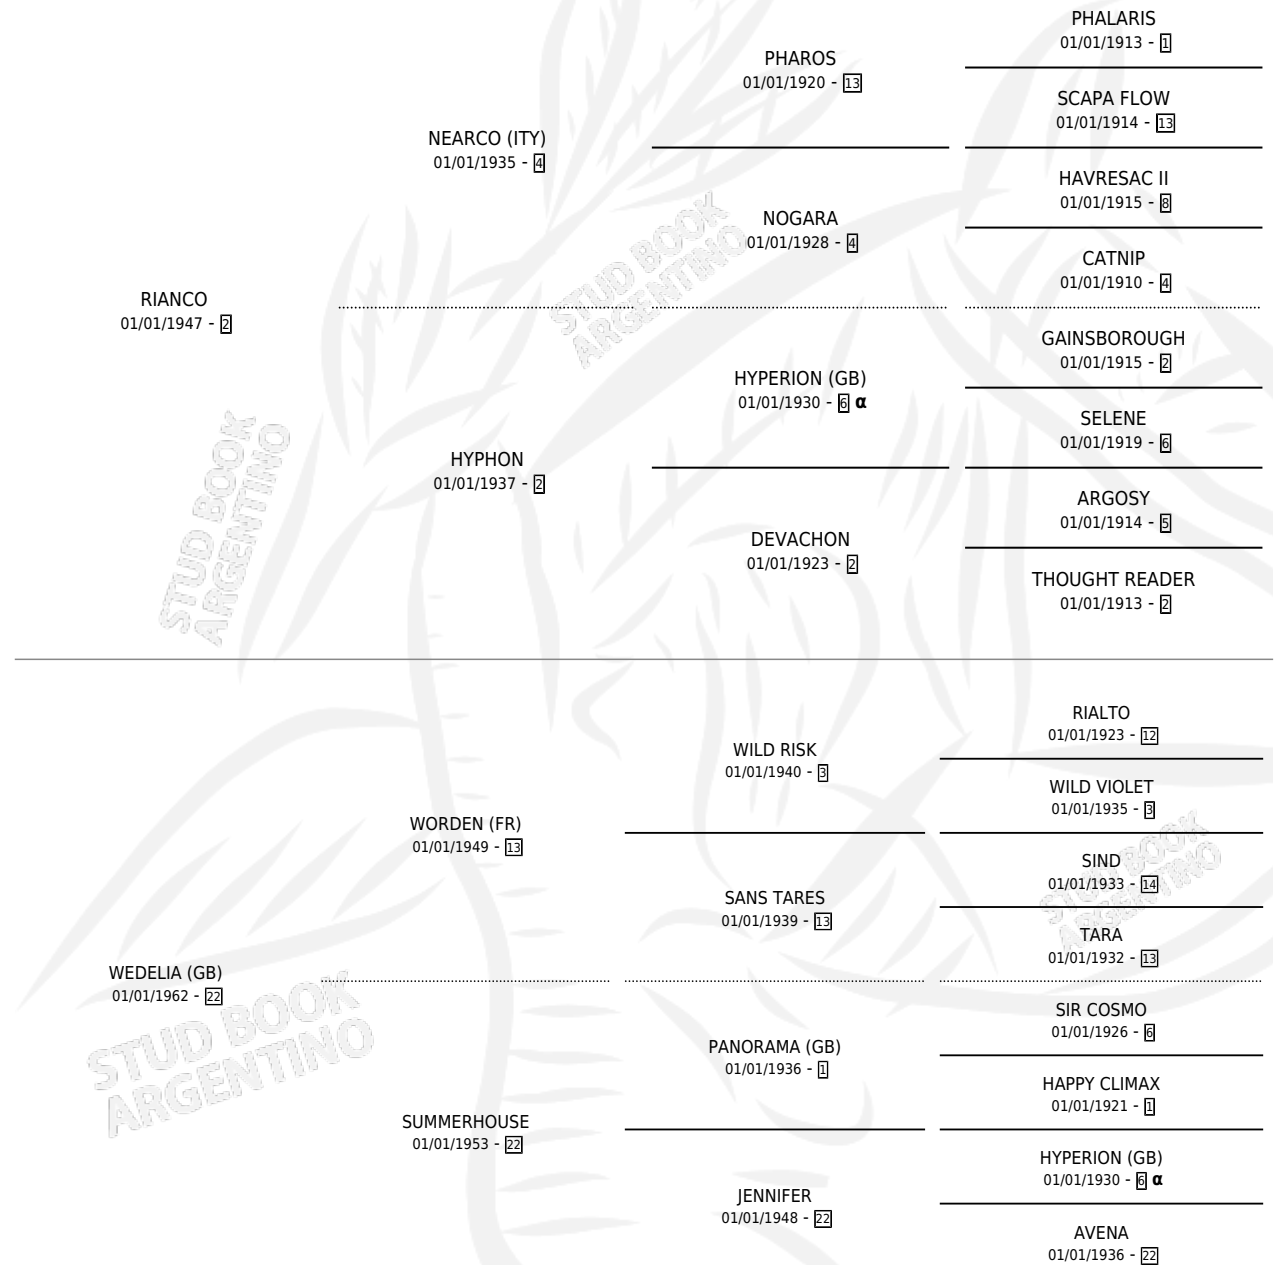 PHALARIS
01/01/1913 - 1
PHAROS
01/01/1920 - 13
SCAPA FLOW
01/01/1914 - 13
NEARCO (ITY)
01/01/1935 - 4
HAVRESAC II
01/01/1915 - 8
NOGARA
01/01/1928 - 4
CATNIP
01/01/1910 - 4
RIANCO
01/01/1947 - 2
GAINSBOROUGH
01/01/1915 - 2
HYPERION (GB)
01/01/1930 - 6 α
SELENE
01/01/1919 - 6
HYPHON
01/01/1937 - 2
ARGOSY
01/01/1914 - 5
DEVACHON
01/01/1923 - 2
THOUGHT READER
01/01/1913 - 2
RIALTO
01/01/1923 - 12
WILD RISK
01/01/1940 - 3
WILD VIOLET
01/01/1935 - 3
WORDEN (FR)
01/01/1949 - 13
SIND
01/01/1933 - 14
SANS TARES
01/01/1939 - 13
TARA
01/01/1932 - 13
WEDELIA (GB)
01/01/1962 - 22
SIR COSMO
01/01/1926 - 6
PANORAMA (GB)
01/01/1936 - 1
HAPPY CLIMAX
01/01/1921 - 1
SUMMERHOUSE
01/01/1953 - 22
HYPERION (GB)
01/01/1930 - 6 α
JENNIFER
01/01/1948 - 22
AVENA
01/01/1936 - 22
STUD BOOK
ARGENTINO
STUD BOOK
ARGENTINO
STUD BOOK
ARGENTINO
STUD BOOK
ARGENTINO